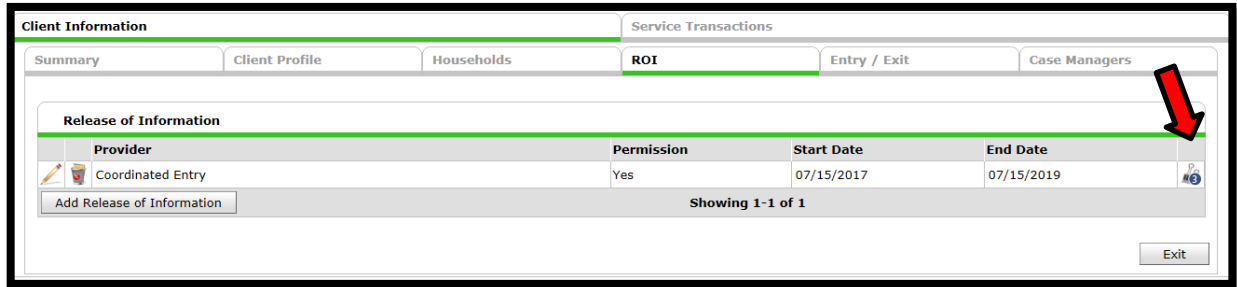 Client Information Service Transactions
Summary Client Profile Households ROI Entry / Exit Case Managers
Release of Information
Provider Permission Start Date End Date
Coordinated Entry Yes 07/15/2017 07/15/2019 3
Add Release of Information Showing 1-1 of 1
Exit